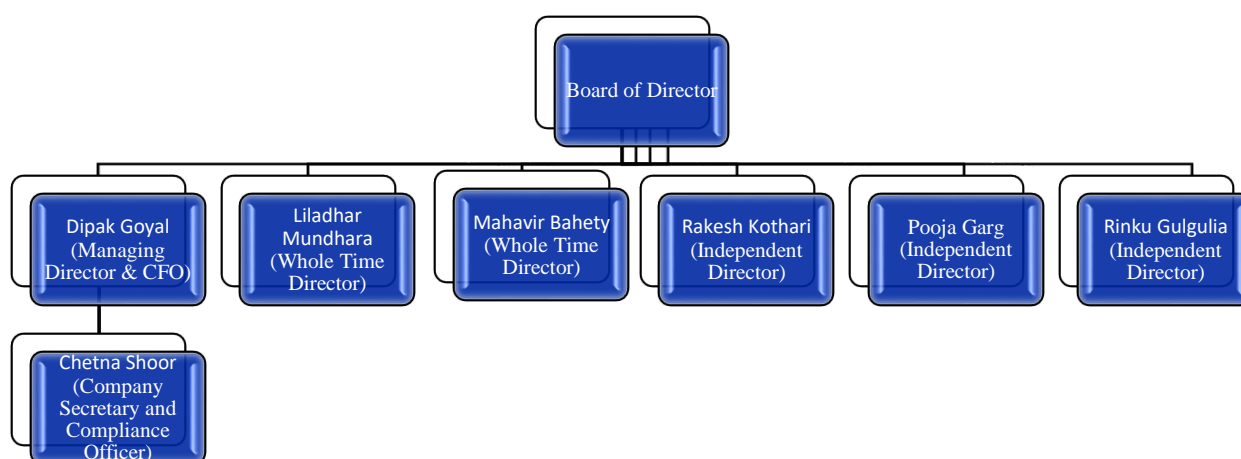 Board of Director
Dipak Goyal
(Managing
Director & CFO)
Liladhar
Mundhara
(Whole Time
Director)
Mahavir Bahety
(Whole Time
Director)
Rakesh Kothari
(Independent
Director)
Pooja Garg
(Independent
Director)
Rinku Gulgulia
(Independent
Director)
Chetna Shoor
(Company
Secretary and
Compliance
Officer)